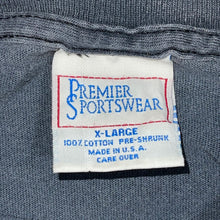 PREMIER
SPORTSWEAR
X-LARGE
100% COTTON PRE-SHRUNK
MADE IN U.S.A.
CARE OVER